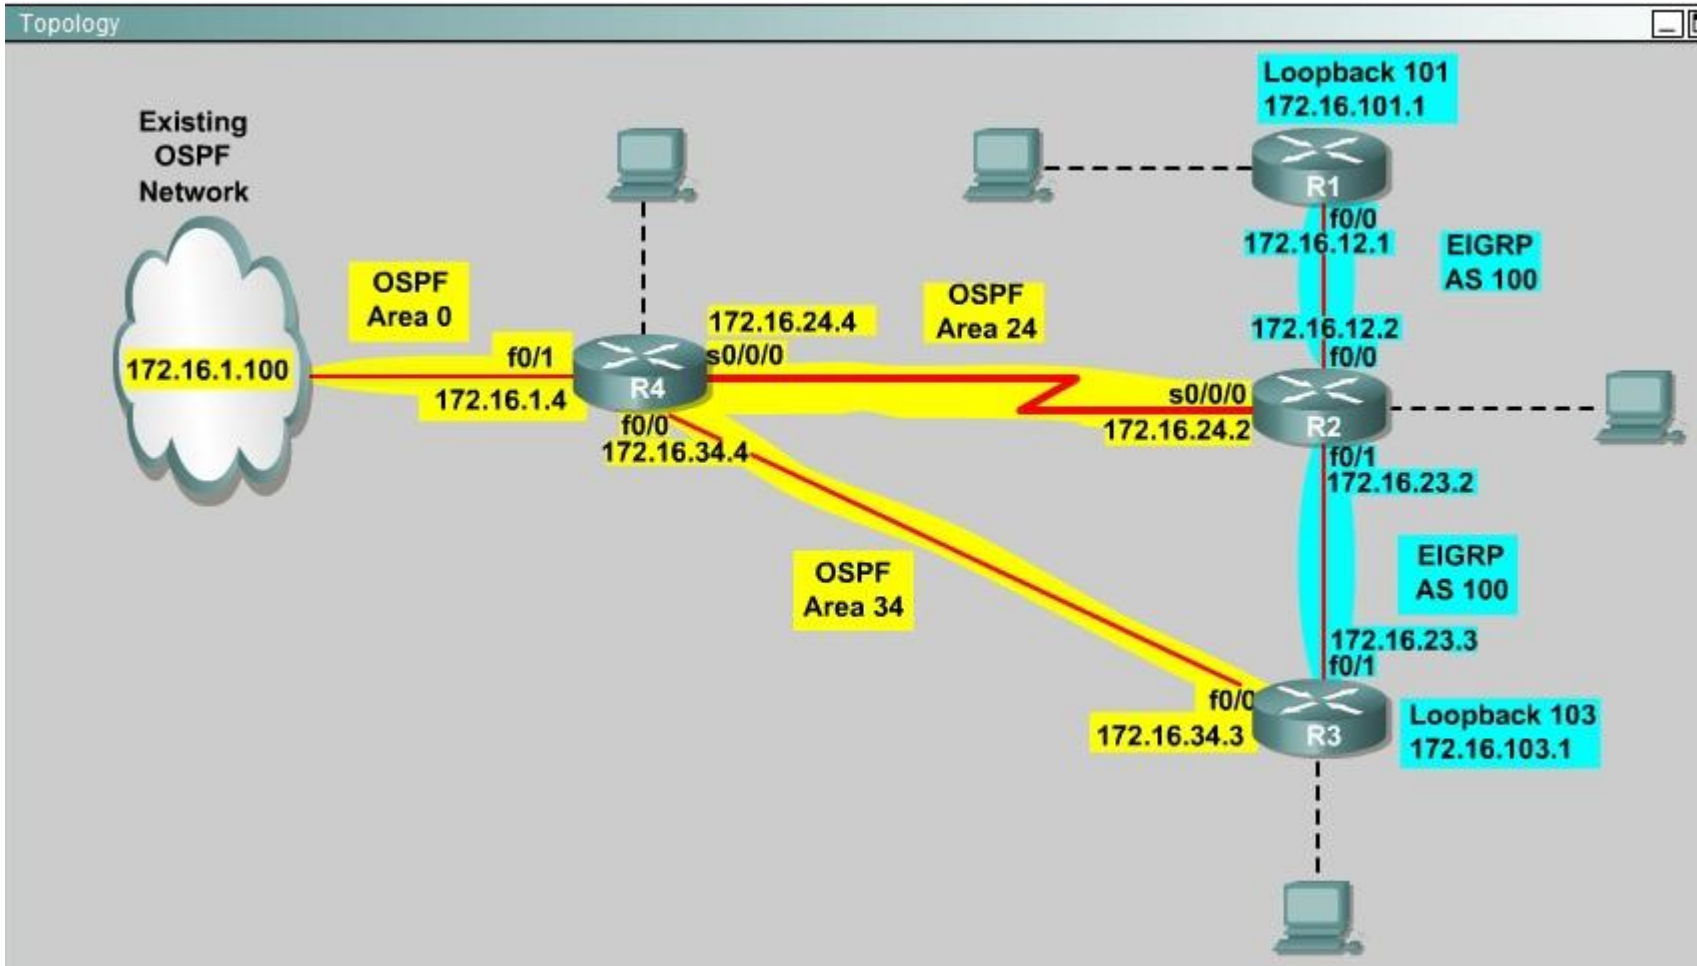 Topology
Loopback 101
172.16.101.1
Existing
OSPF
Network
R1
f0/0
172.16.12.1
EIGRP
AS 100
OSPF
Area 0
OSPF
Area 24
172.16.24.4
172.16.12.2
f0/1
s0/0/0
f0/0
172.16.1.100
R4
s0/0/0
172.16.1.4
f0/0
172.16.24.2
R2
172.16.34.4
f0/1
172.16.23.2
OSPF
Area 34
EIGRP
AS 100
172.16.23.3
f0/1
f0/0
172.16.34.3
R3
Loopback 103
172.16.103.1